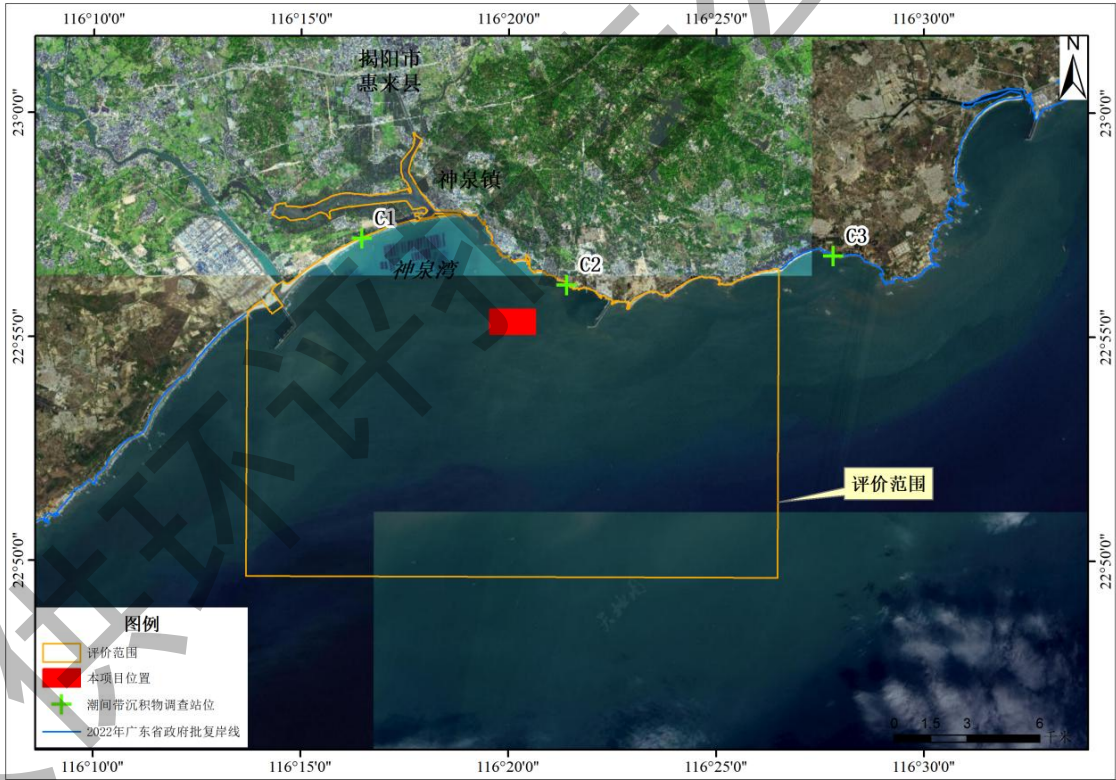 116°10'0" 116°15'0" 116°20'0" 116°25'0" 116°30'0"
N
揭阳市
惠来县
23°0'0" 23°0'0"
神泉镇
C1
C3
神泉湾
C2
22°55'0" 22°55'0"
评价范围
22°50'0" 22°50'0"
图例
评价范围
本项目位置
潮间带沉积物调查站位
2022年广东省政府批复岸线
0 1.5 3 6
千米
116°10'0" 116°15'0" 116°20'0" 116°25'0" 116°30'0"